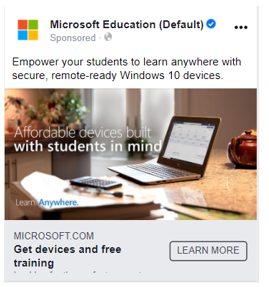 Microsoft Education (Default)
Sponsored ·
Empower your students to learn anywhere with
secure, remote-ready Windows 10 devices.
Affordable devices built
with students in mind
Learn Anywhere.
MICROSOFT.COM
Get devices and free
training
LEARN MORE